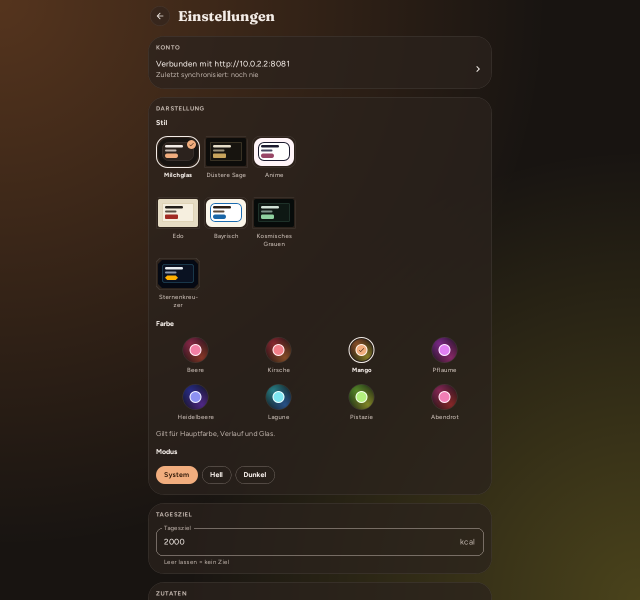 Einstellungen
KONTO
Verbunden mit http://10.0.2.2:8081
Zuletzt synchronisiert: noch nie
DARSTELLUNG
Stil
Milchglas
Düstere Sage
Anime
Edo
Bayrisch
Kosmisches
Grauen
Sternenkreu-
zer
Farbe
Beere
Kirsche
Mango
Pflaume
Heidelbeere
Lagune
Pistazie
Abendrot
Gilt für Hauptfarbe, Verlauf und Glas.
Modus
System
Hell
Dunkel
TAGESZIEL
Tagesziel
2000
kcal
Leer lassen = kein Ziel
ZUTATEN